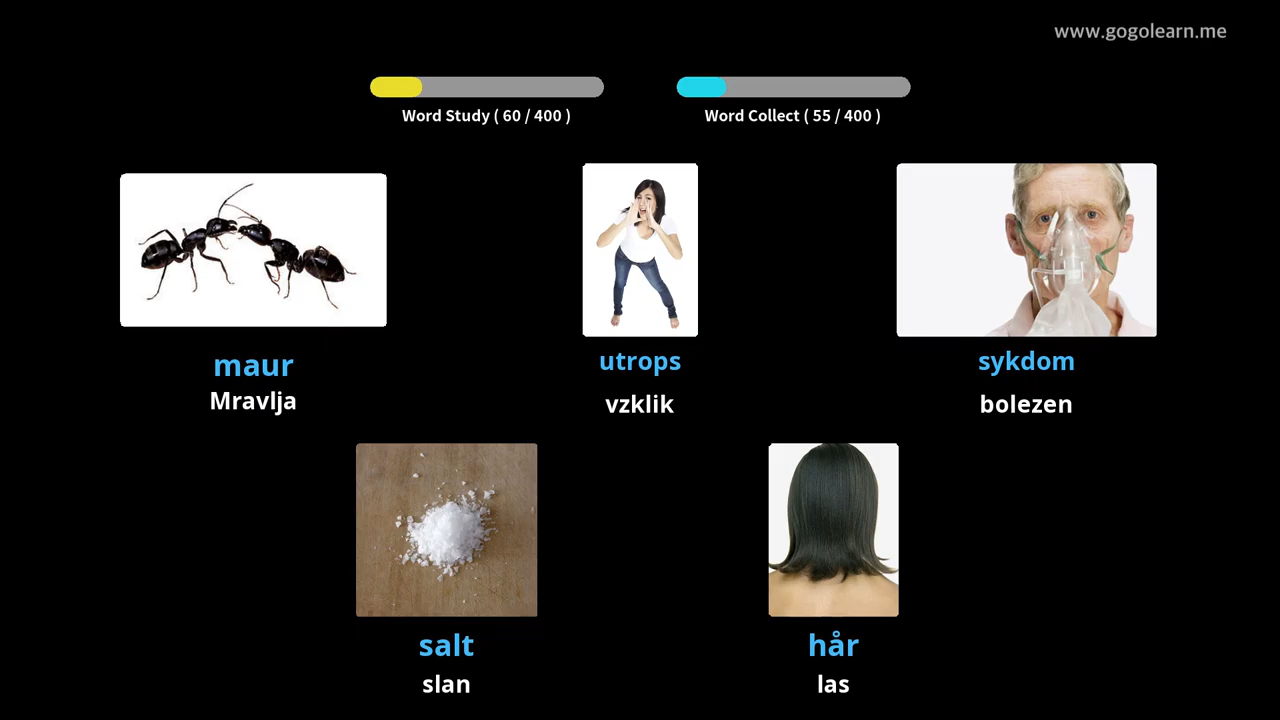 www.gogolearn.me
Word Study ( 60 / 400 )
Word Collect ( 55 / 400 )
maur
Mravlja
utrops
vzklik
sykdom
bolezen
salt
slan
hår
las